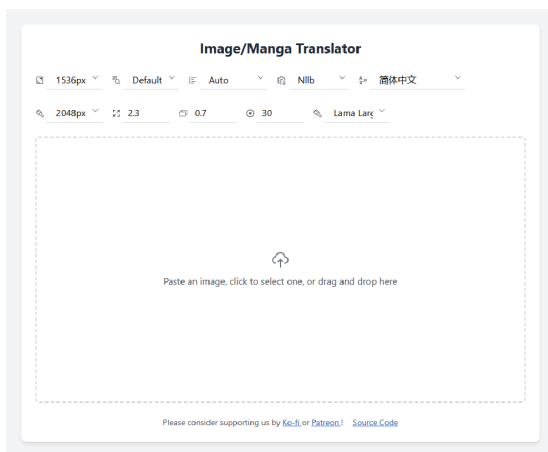 Image/Manga Translator
1536px Default Auto Nllb 简体中文
2048px 2.3 0.7 30 Lama Larg
Paste an image, click to select one, or drag and drop here
Please consider supporting us by Ko-fi or Patreon! Source Code